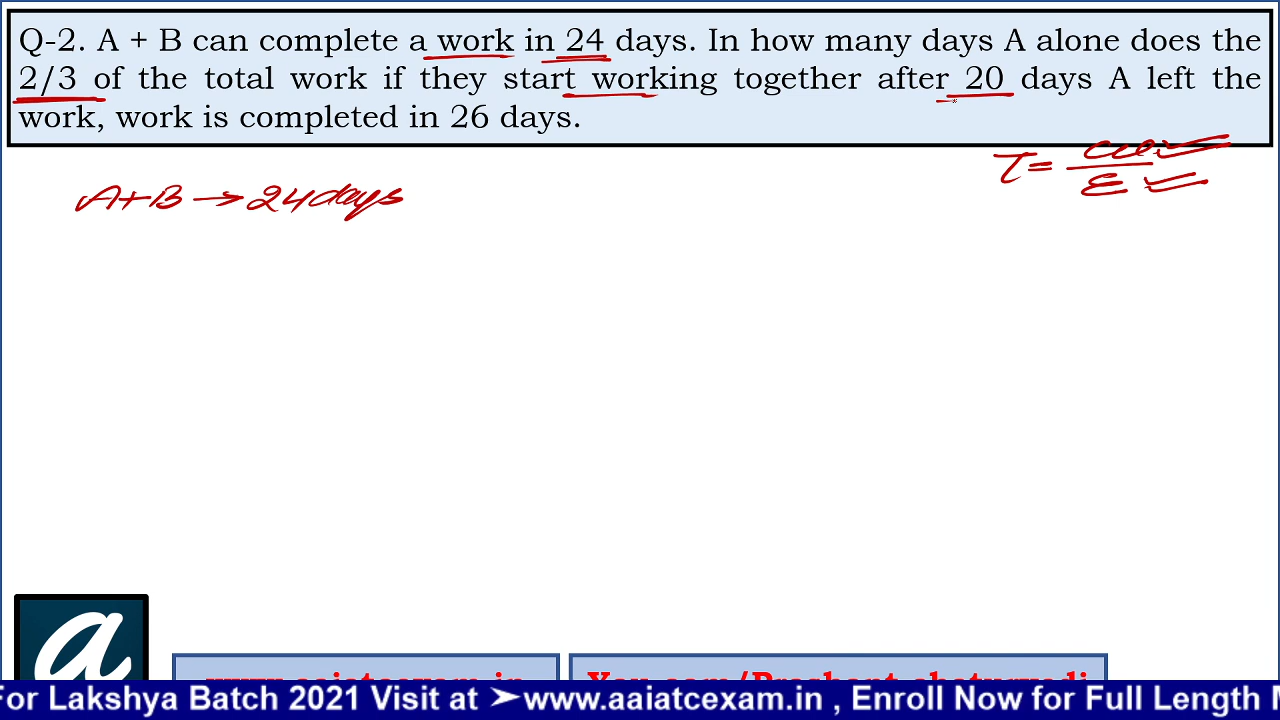 Q-2. A + B can complete a work in 24 days. In how many days A alone does the
2/3 of the total work if they start working together after 20 days A left the
work, work is completed in 26 days.
T =
E
A+B → 24 days
a
For Lakshya Batch 2021 Visit at ➢www.aaiatcexam.in , Enroll Now for Full Length M